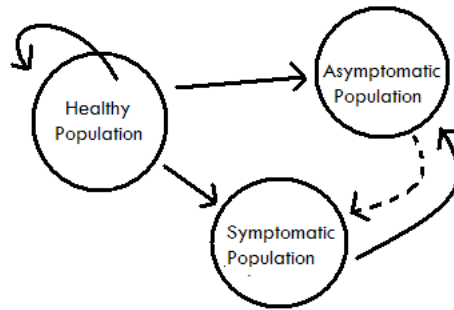 Healthy
Population
Asymptomatic
Population
Symptomatic
Population